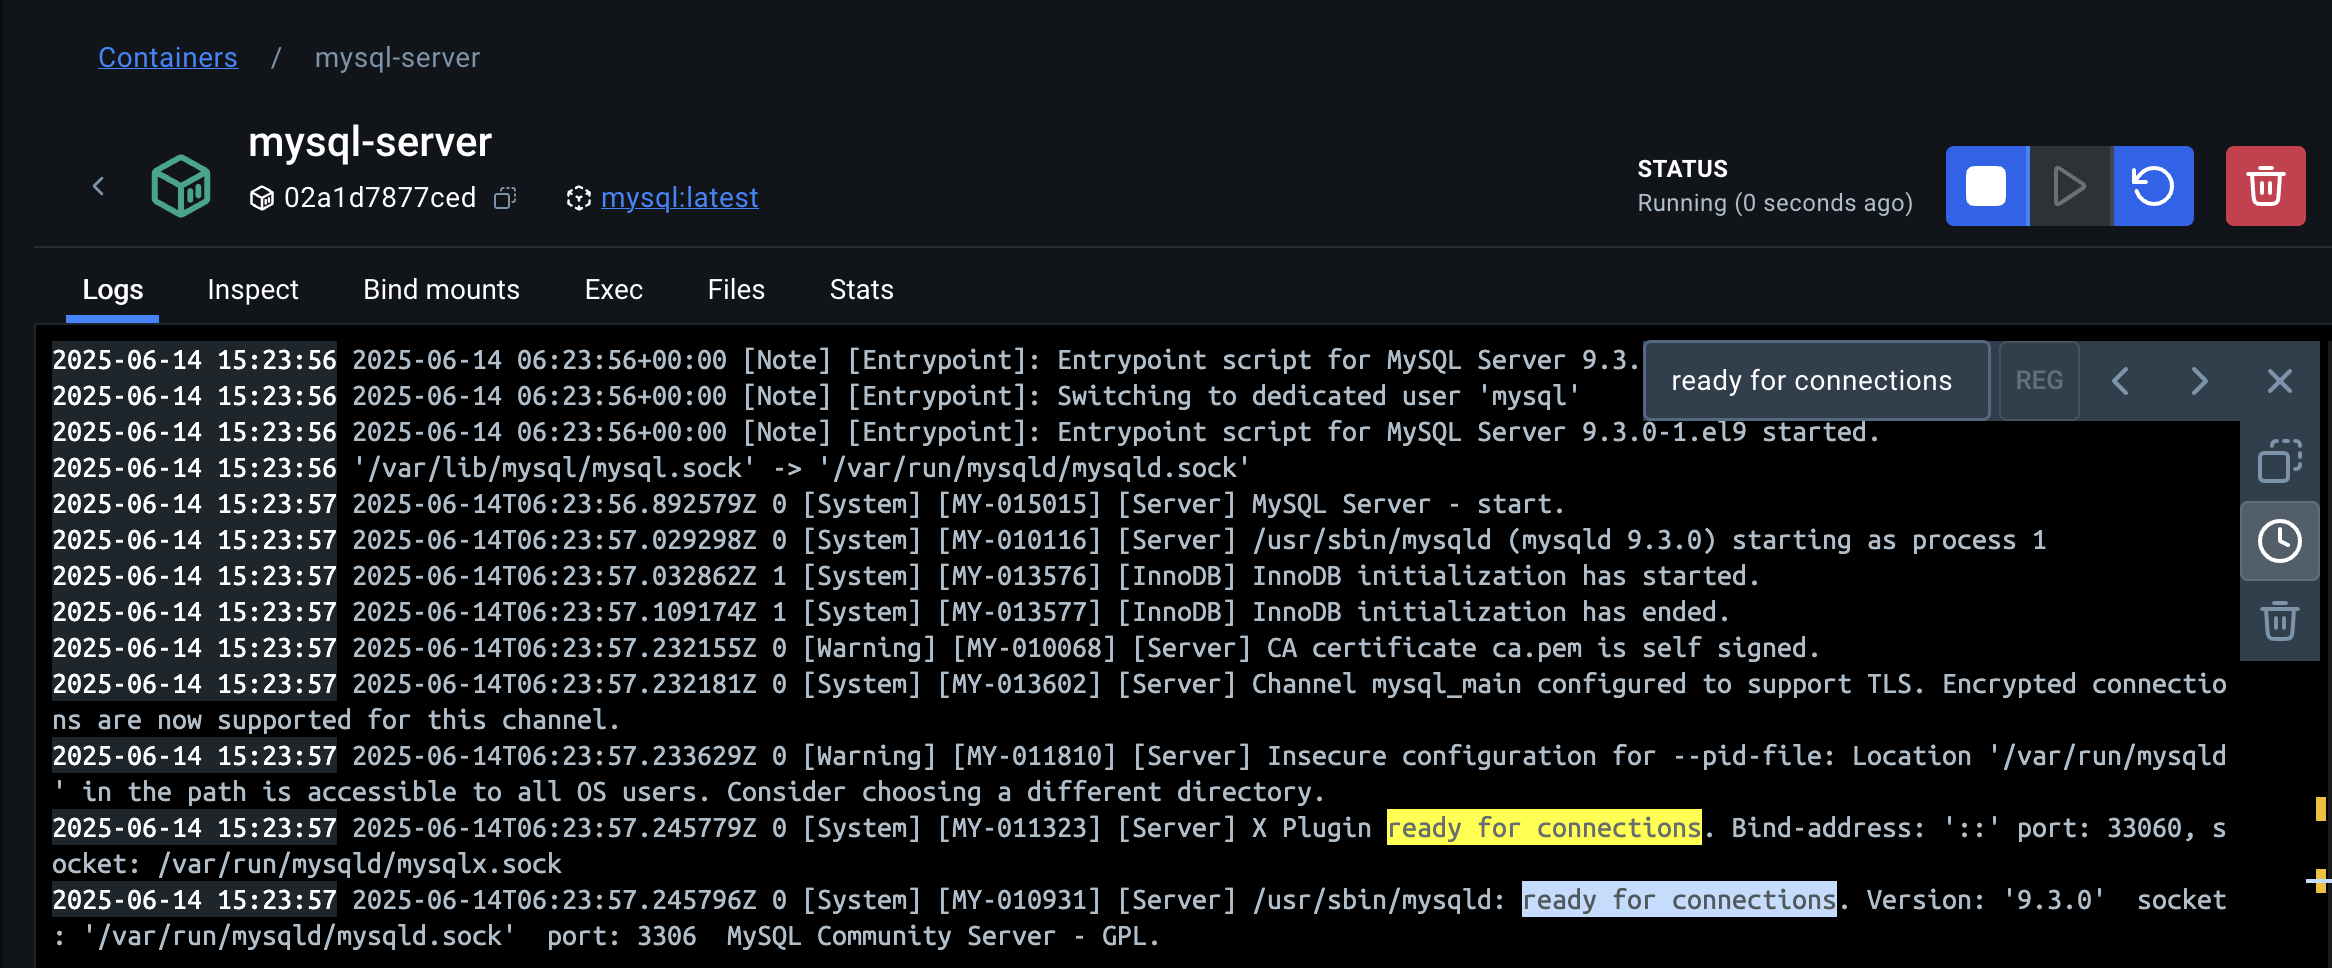 Containers / mysql-server
mysql-server
02a1d7877ced mysql:latest
STATUS
Running (0 seconds ago)
Logs Inspect Bind mounts Exec Files Stats
ready for connections REG
2025-06-14 15:23:56 2025-06-14 06:23:56+00:00 [Note] [Entrypoint]: Entrypoint script for MySQL Server 9.3.
2025-06-14 15:23:56 2025-06-14 06:23:56+00:00 [Note] [Entrypoint]: Switching to dedicated user 'mysql'
2025-06-14 15:23:56 2025-06-14 06:23:56+00:00 [Note] [Entrypoint]: Entrypoint script for MySQL Server 9.3.0-1.el9 started.
2025-06-14 15:23:56 '/var/lib/mysql/mysql.sock' -> '/var/run/mysqld/mysqld.sock'
2025-06-14 15:23:57 2025-06-14T06:23:56.892579Z 0 [System] [MY-015015] [Server] MySQL Server - start.
2025-06-14 15:23:57 2025-06-14T06:23:57.029298Z 0 [System] [MY-010116] [Server] /usr/sbin/mysqld (mysqld 9.3.0) starting as process 1
2025-06-14 15:23:57 2025-06-14T06:23:57.032862Z 1 [System] [MY-013576] [InnoDB] InnoDB initialization has started.
2025-06-14 15:23:57 2025-06-14T06:23:57.109174Z 1 [System] [MY-013577] [InnoDB] InnoDB initialization has ended.
2025-06-14 15:23:57 2025-06-14T06:23:57.232155Z 0 [Warning] [MY-010068] [Server] CA certificate ca.pem is self signed.
2025-06-14 15:23:57 2025-06-14T06:23:57.232181Z 0 [System] [MY-013602] [Server] Channel mysql_main configured to support TLS. Encrypted connectio
ns are now supported for this channel.
2025-06-14 15:23:57 2025-06-14T06:23:57.233629Z 0 [Warning] [MY-011810] [Server] Insecure configuration for --pid-file: Location '/var/run/mysqld
' in the path is accessible to all OS users. Consider choosing a different directory.
2025-06-14 15:23:57 2025-06-14T06:23:57.245779Z 0 [System] [MY-011323] [Server] X Plugin ready for connections. Bind-address: '::' port: 33060, s
ocket: /var/run/mysqld/mysqlx.sock
2025-06-14 15:23:57 2025-06-14T06:23:57.245796Z 0 [System] [MY-010931] [Server] /usr/sbin/mysqld: ready for connections. Version: '9.3.0'  socket
: '/var/run/mysqld/mysqld.sock'  port: 3306  MySQL Community Server - GPL.